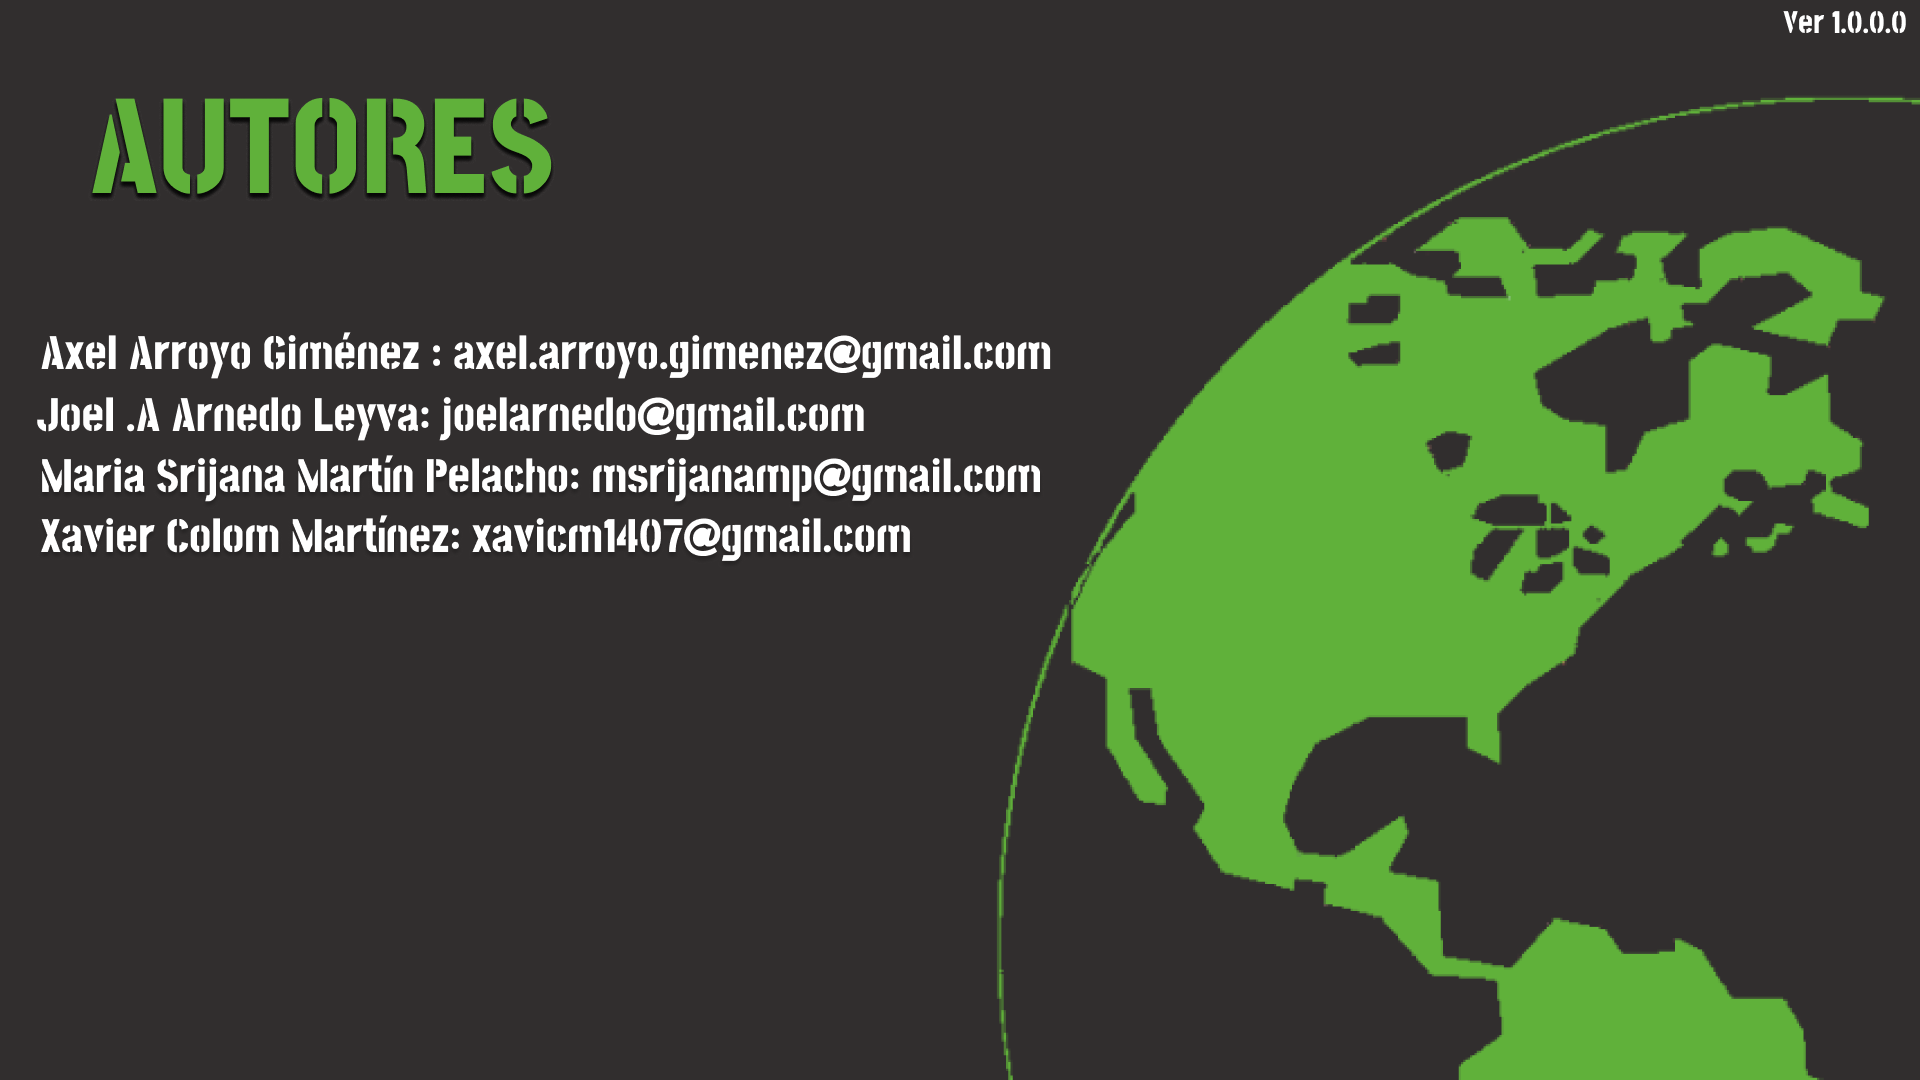 Ver 1.0.0.0
AUTORES
Axel Arroyo Giménez : axel.arroyo.gimenez@gmail.com
Joel .A Arnedo Leyva: joelarnedo@gmail.com
Maria Srijana Martín Pelacho: msrijanamp@gmail.com
Xavier Colom Martínez: xavicm1407@gmail.com